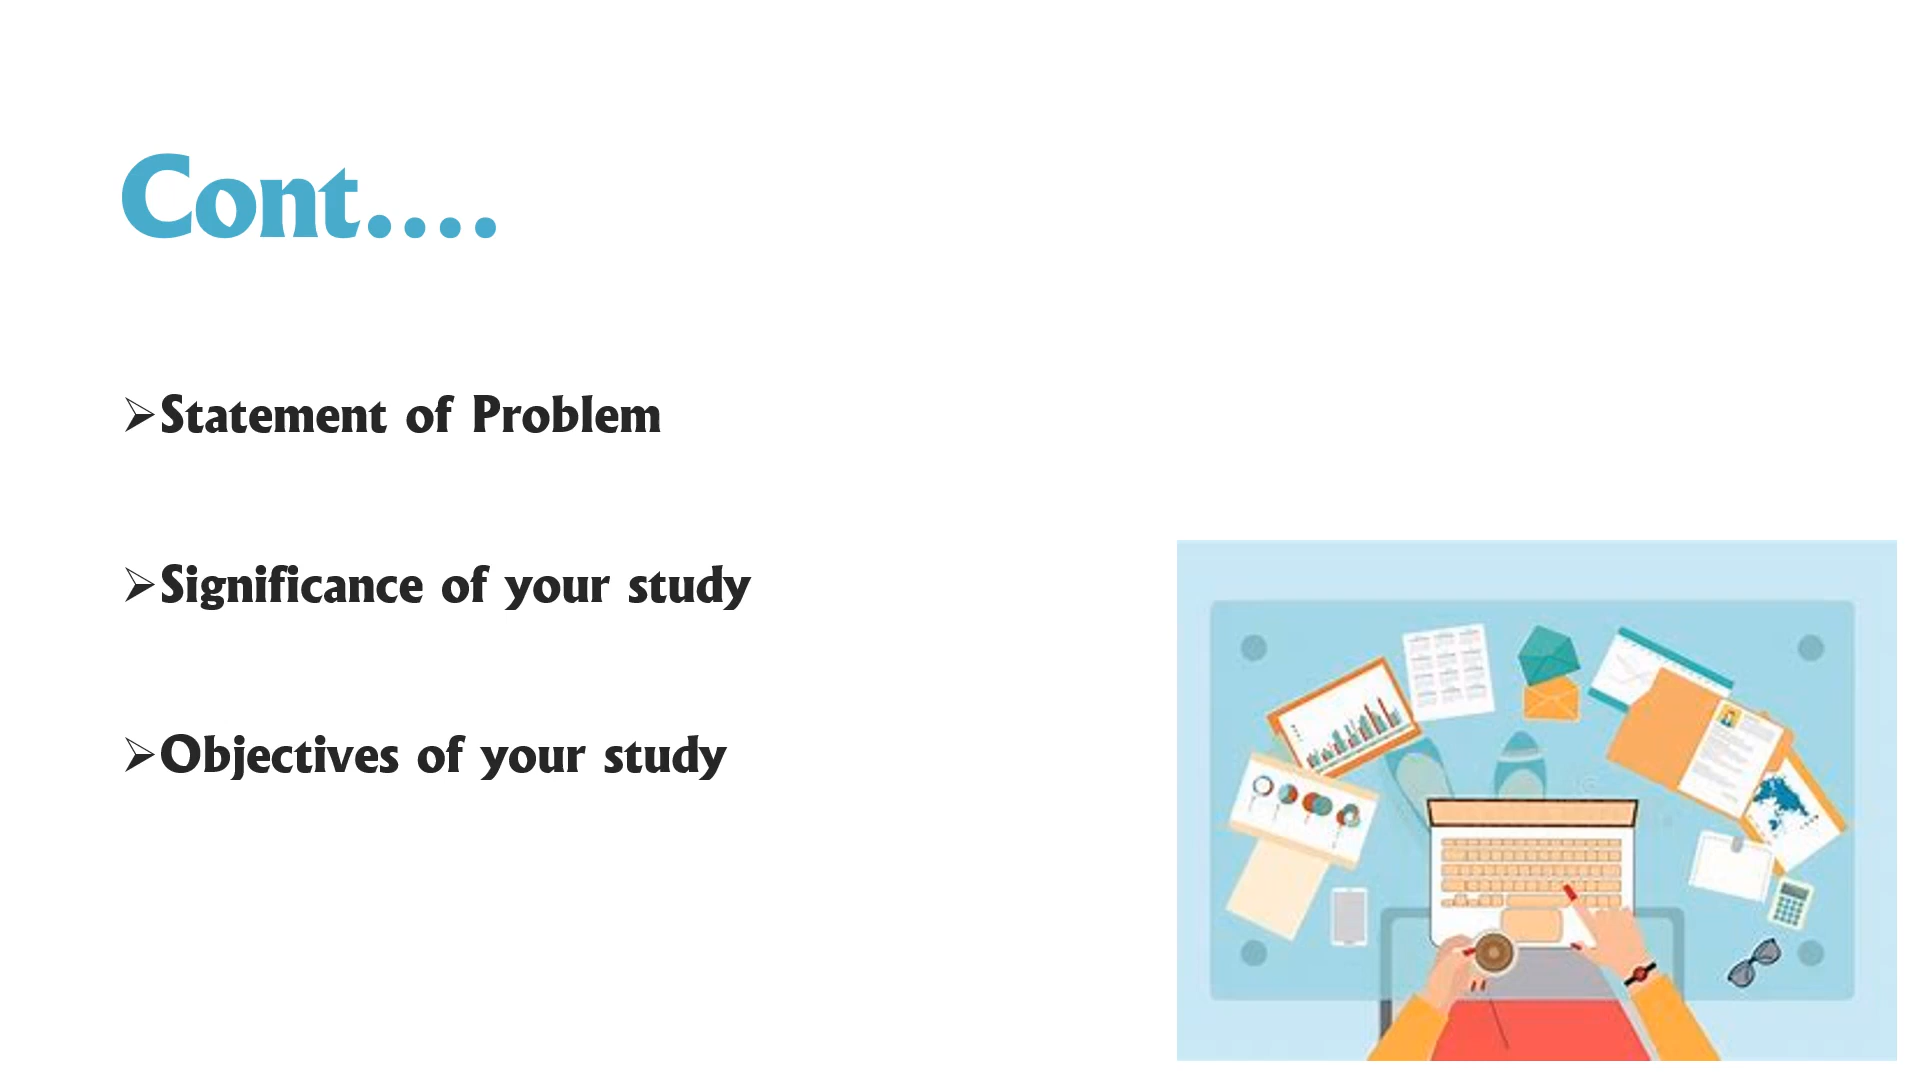 Cont....
➢Statement of Problem
➢Significance of your study
➢Objectives of your study